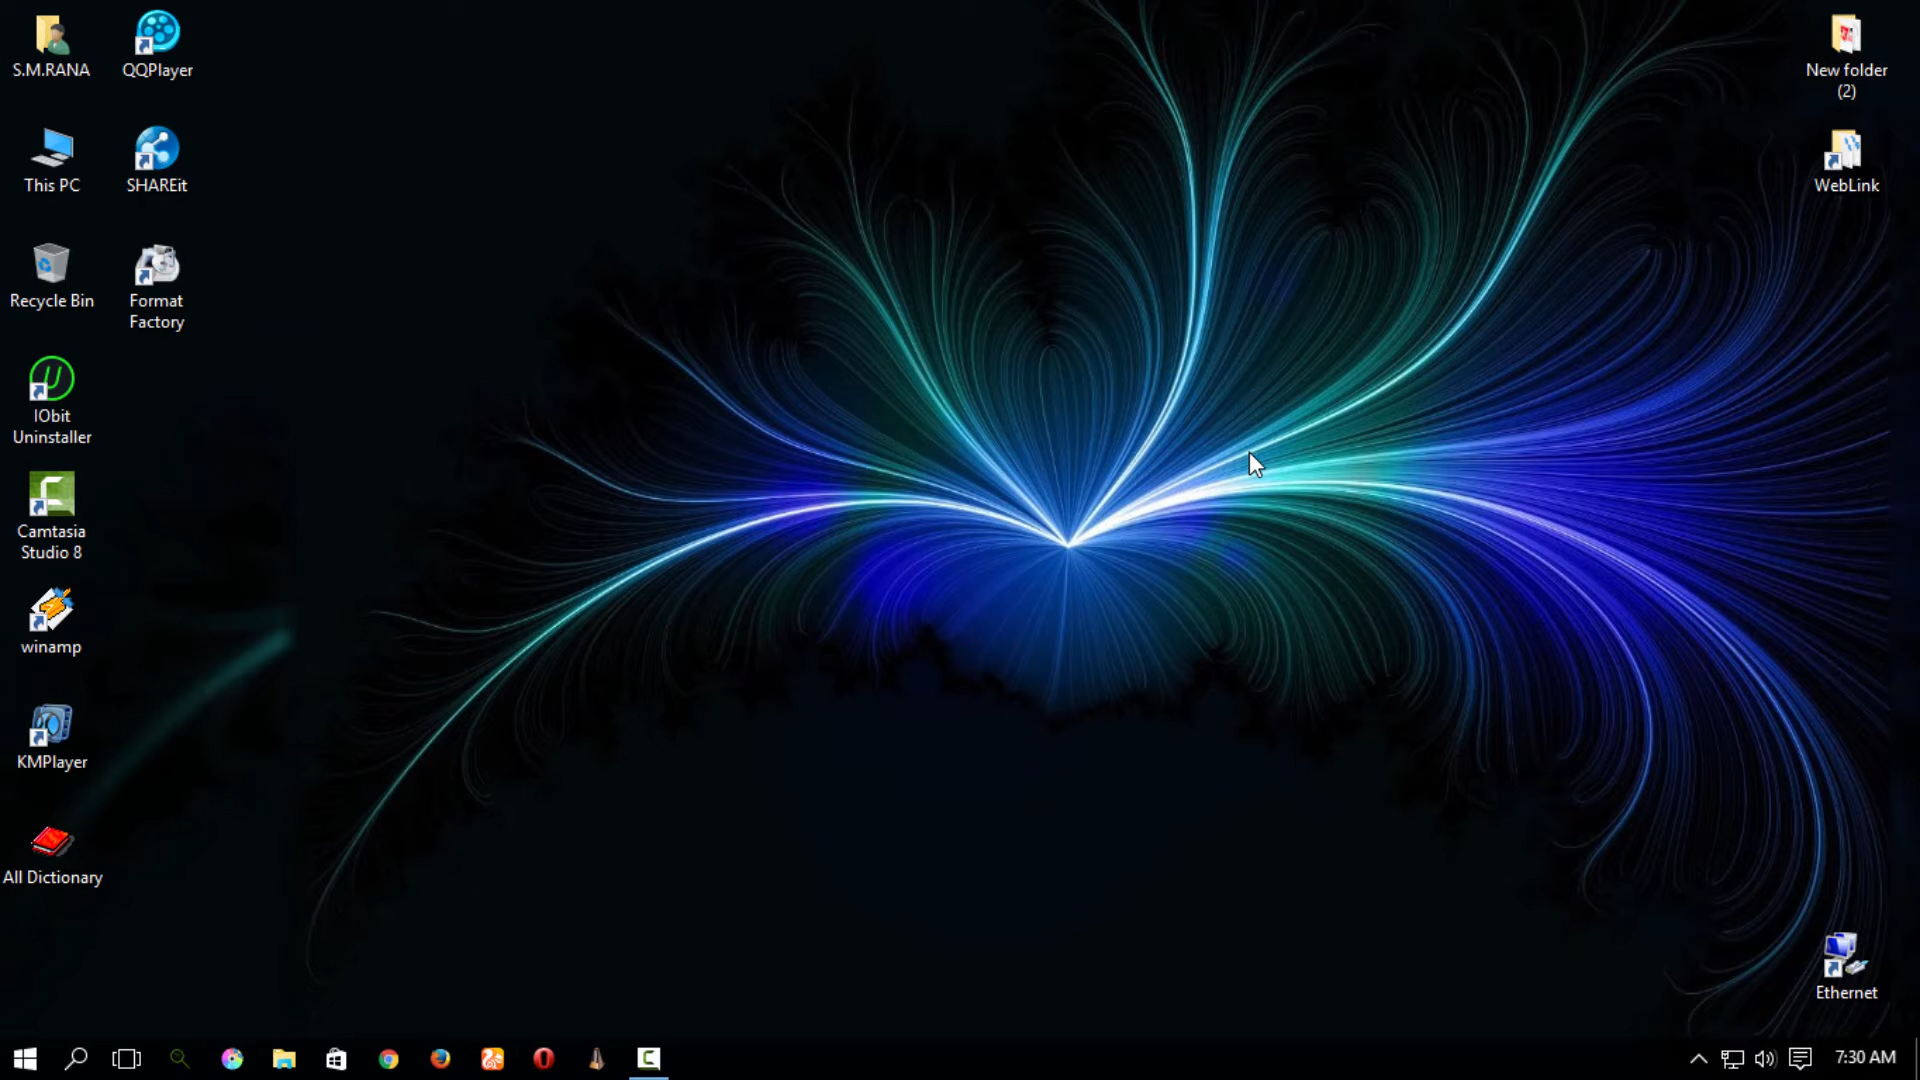 S.M.RANA
QQPlayer
This PC
SHAREit
Recycle Bin
Format
Factory
IObit
Uninstaller
Camtasia
Studio 8
winamp
KMPlayer
All Dictionary
New folder
(2)
WebLink
Ethernet
7:30 AM